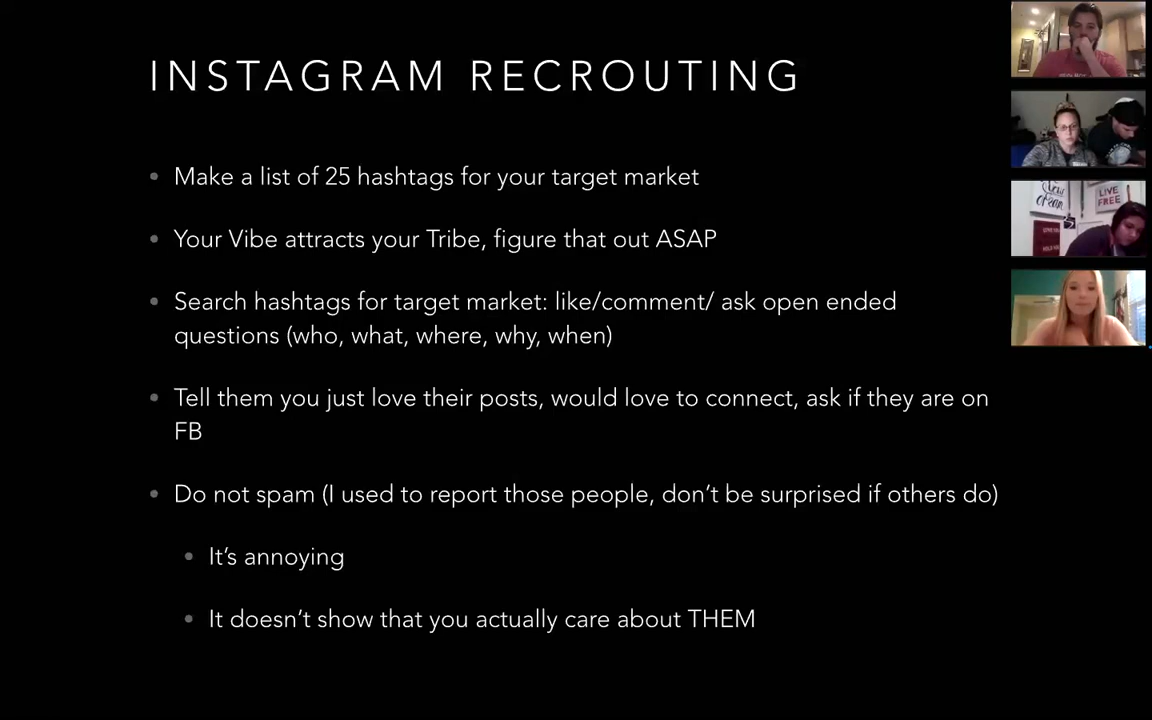 INSTAGRAM RECROUTING
• Make a list of 25 hashtags for your target market
• Your Vibe attracts your Tribe, figure that out ASAP
• Search hashtags for target market: like/comment/ ask open ended
questions (who, what, where, why, when)
• Tell them you just love their posts, would love to connect, ask if they are on
FB
• Do not spam (I used to report those people, don't be surprised if others do)
• It's annoying
• It doesn't show that you actually care about THEM
LIVE
FREE